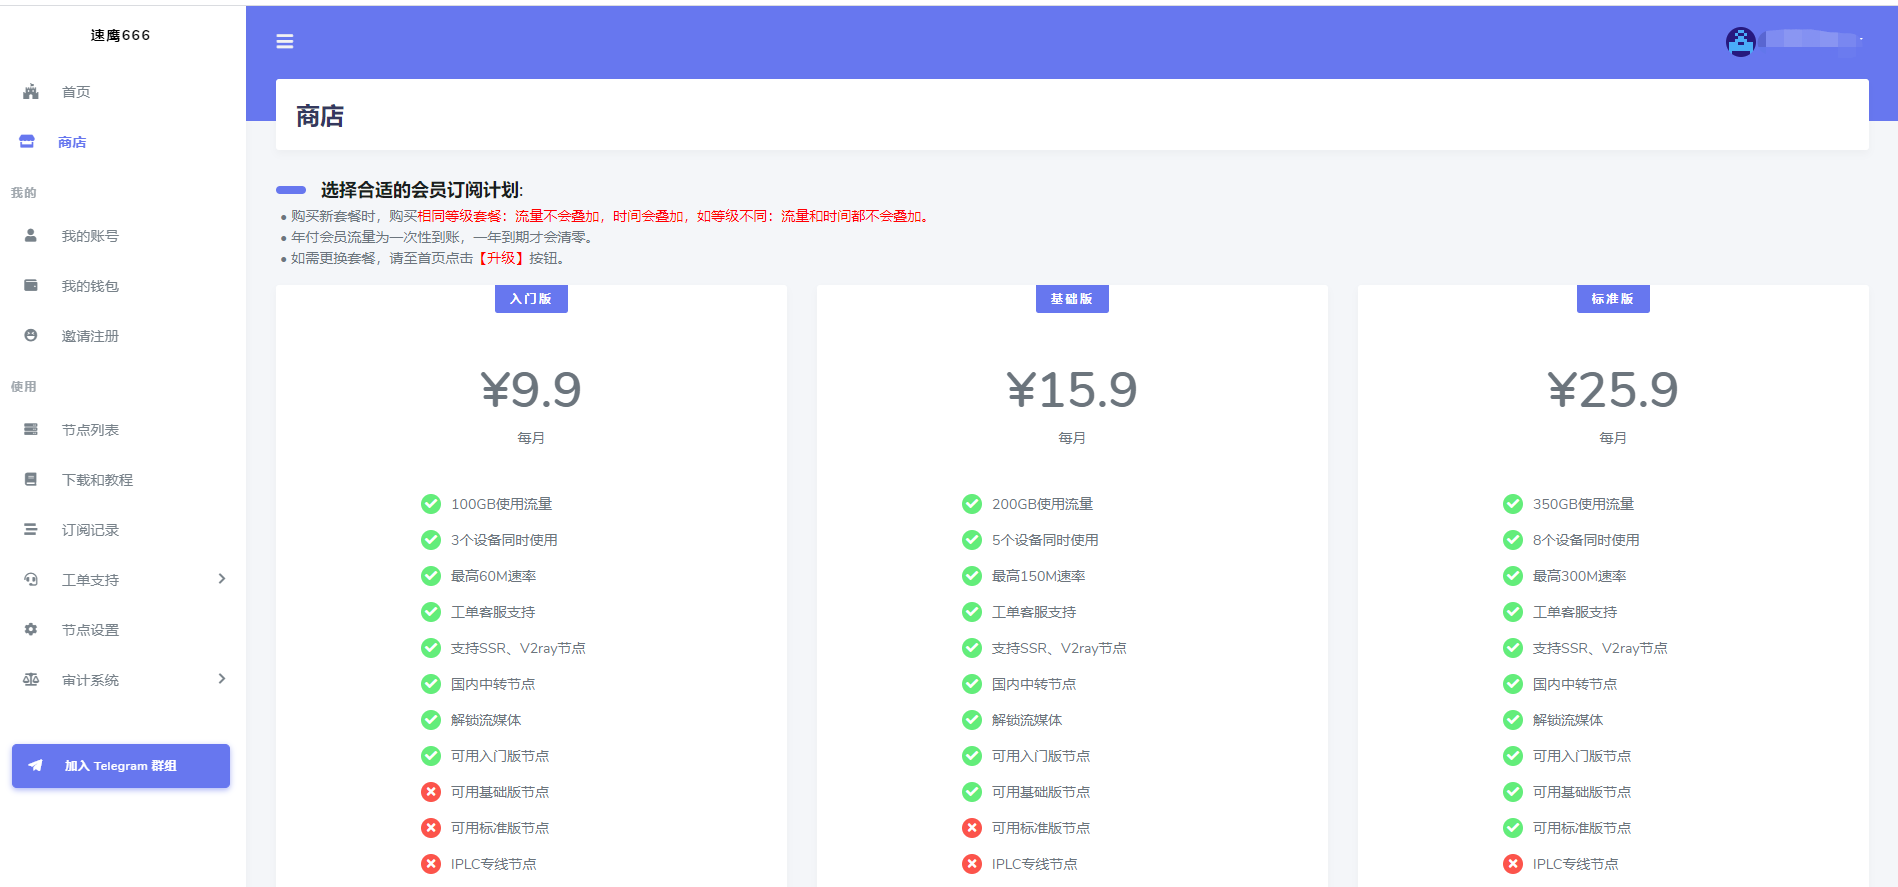 速鹰666
首页
商店
我的
我的账号
我的钱包
邀请注册
使用
节点列表
下载和教程
订阅记录
工单支持
节点设置
审计系统
加入 Telegram 群组
商店
选择合适的会员订阅计划:
• 购买新套餐时，购买相同等级套餐：流量不会叠加，时间会叠加，如等级不同：流量和时间都不会叠加。
• 年付会员流量为一次性到账，一年到期才会清零。
• 如需更换套餐，请至首页点击【升级】按钮。
入门版
¥9.9
每月
100GB使用流量
3个设备同时使用
最高60M速率
工单客服支持
支持SSR、V2ray节点
国内中转节点
解锁流媒体
可用入门版节点
可用基础版节点
可用标准版节点
IPLC专线节点
基础版
¥15.9
每月
200GB使用流量
5个设备同时使用
最高150M速率
工单客服支持
支持SSR、V2ray节点
国内中转节点
解锁流媒体
可用入门版节点
可用基础版节点
可用标准版节点
IPLC专线节点
标准版
¥25.9
每月
350GB使用流量
8个设备同时使用
最高300M速率
工单客服支持
支持SSR、V2ray节点
国内中转节点
解锁流媒体
可用入门版节点
可用基础版节点
可用标准版节点
IPLC专线节点